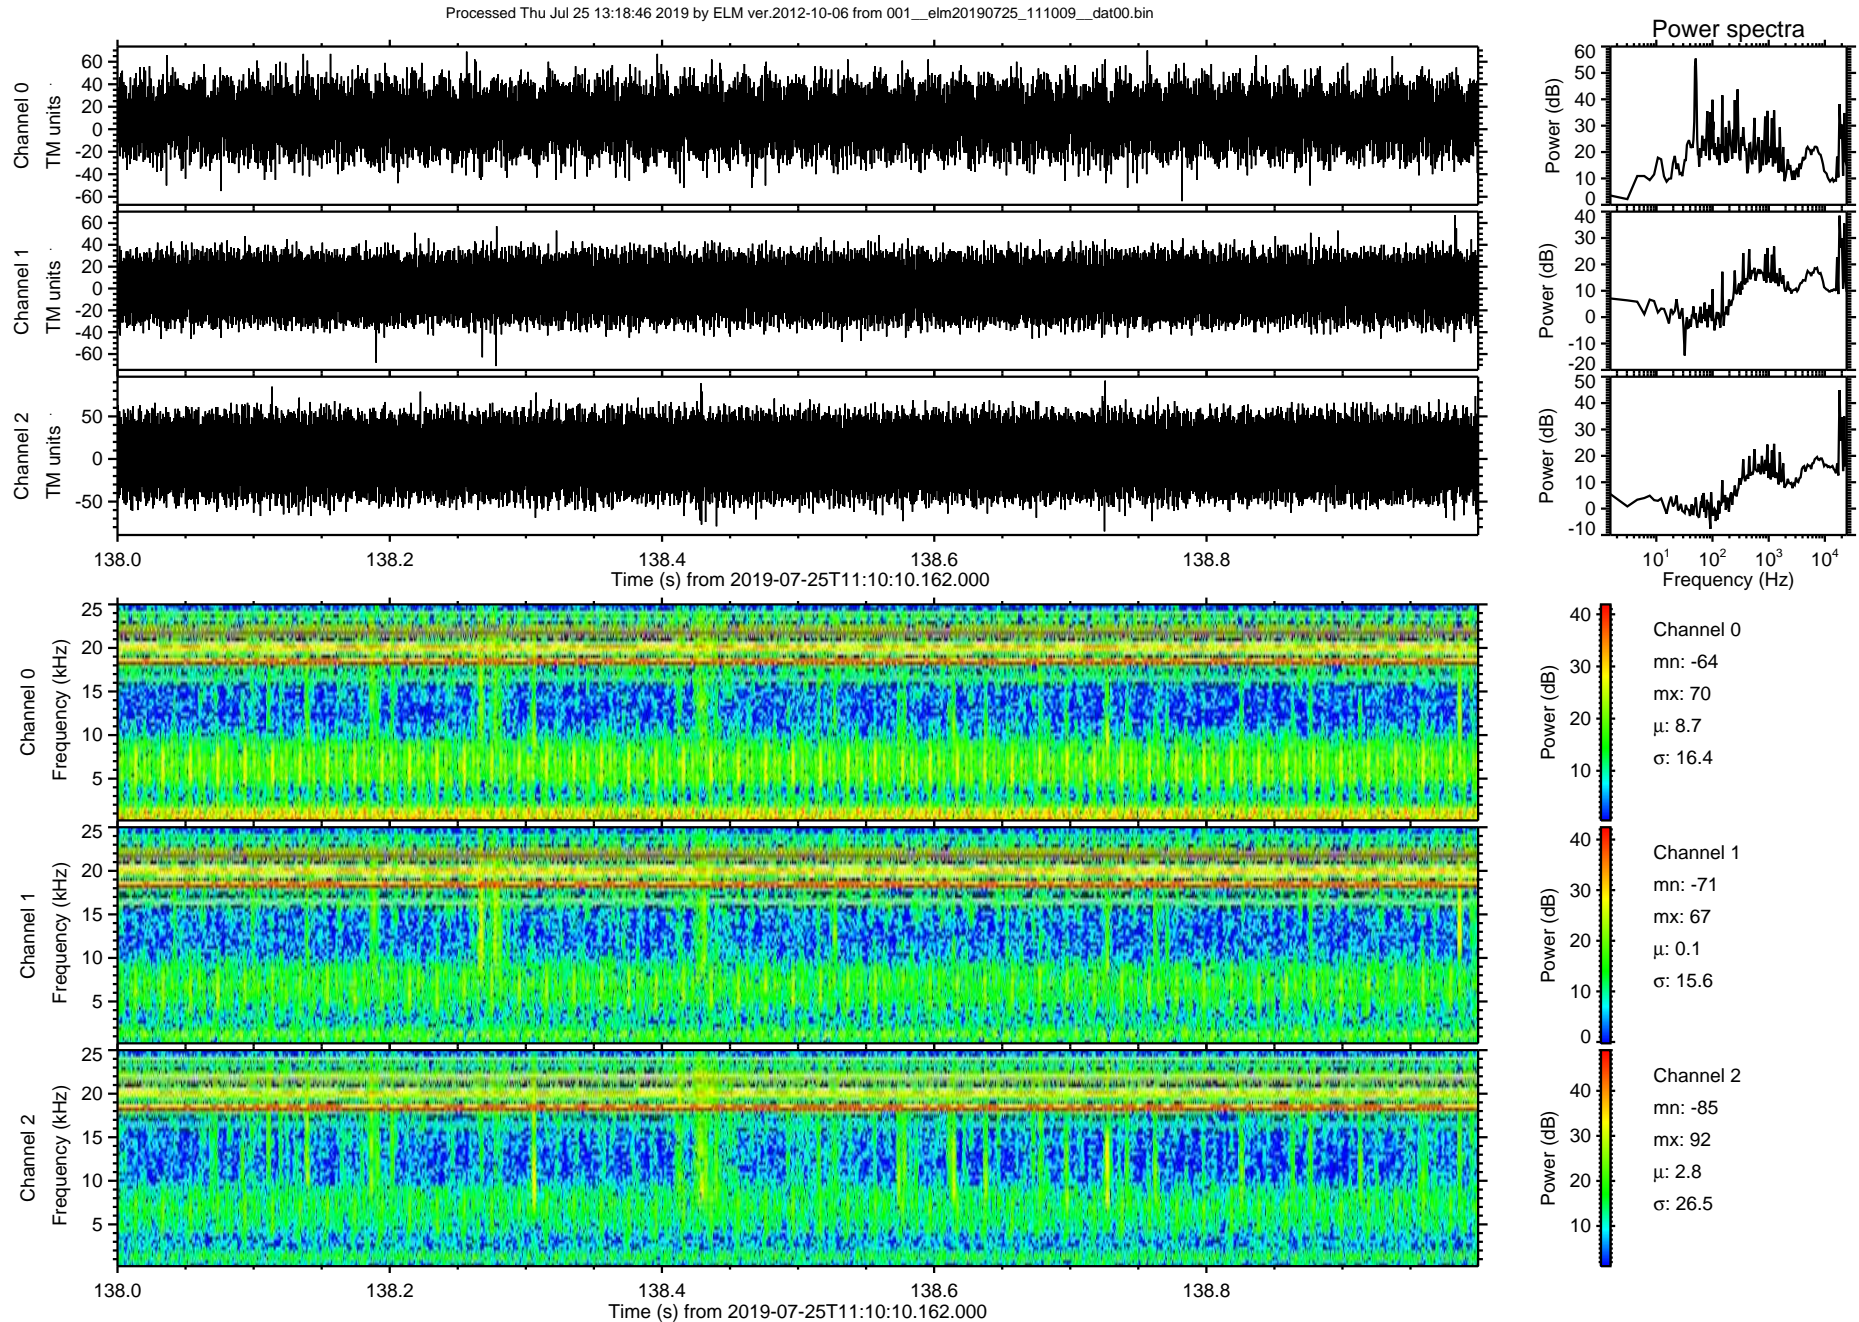 Processed Thu Jul 25 13:18:46 2019 by ELM ver.2012-10-06 from 001__elm20190725_111009__dat00.bin
Power spectra
Channel 0
TM units
60
40
20
0
-20
-40
-60
Power (dB)
60
50
40
30
20
10
0
Channel 1
TM units
60
40
20
0
-20
-40
-60
Power (dB)
40
30
20
10
0
-10
-20
Channel 2
TM units
50
0
-50
Power (dB)
50
40
30
20
10
0
-10
138.0 138.2 138.4 138.6 138.8
Time (s) from 2019-07-25T11:10:10.162.000
10¹ 10² 10³ 10⁴
Frequency (Hz)
Channel 0
Frequency (kHz)
25
20
15
10
5
Power (dB)
40
30
20
10
Channel 0
mn: -64
mx: 70
μ: 8.7
σ: 16.4
Channel 1
Frequency (kHz)
25
20
15
10
5
Power (dB)
40
30
20
10
0
Channel 1
mn: -71
mx: 67
μ: 0.1
σ: 15.6
Channel 2
Frequency (kHz)
25
20
15
10
5
Power (dB)
40
30
20
10
Channel 2
mn: -85
mx: 92
μ: 2.8
σ: 26.5
138.0 138.2 138.4 138.6 138.8
Time (s) from 2019-07-25T11:10:10.162.000